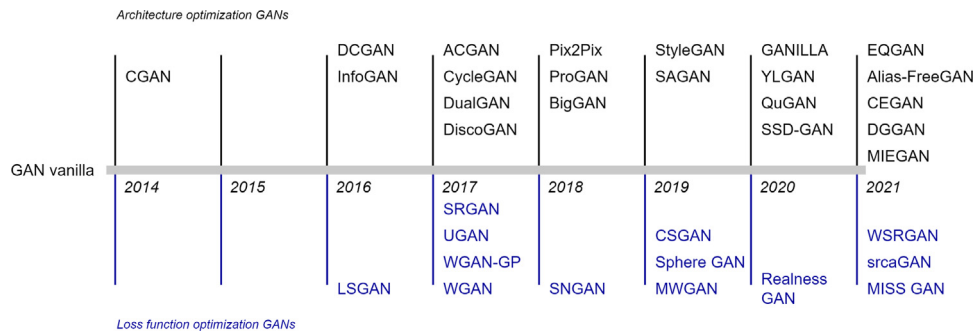 Architecture optimization GANs
DCGAN ACGAN Pix2Pix StyleGAN GANILLA EQGAN
CGAN InfoGAN CycleGAN ProGAN SAGAN YLGAN Alias-FreeGAN
DualGAN BigGAN QuGAN CEGAN
DiscoGAN SSD-GAN DGGAN
MIEGAN
GAN vanilla
2014 2015 2016 2017 2018 2019 2020 2021
SRGAN
UGAN CSGAN WSRGAN
WGAN-GP Sphere GAN srcaGAN
LSGAN WGAN SNGAN MWGAN Realness MISS GAN
GAN
Loss function optimization GANs